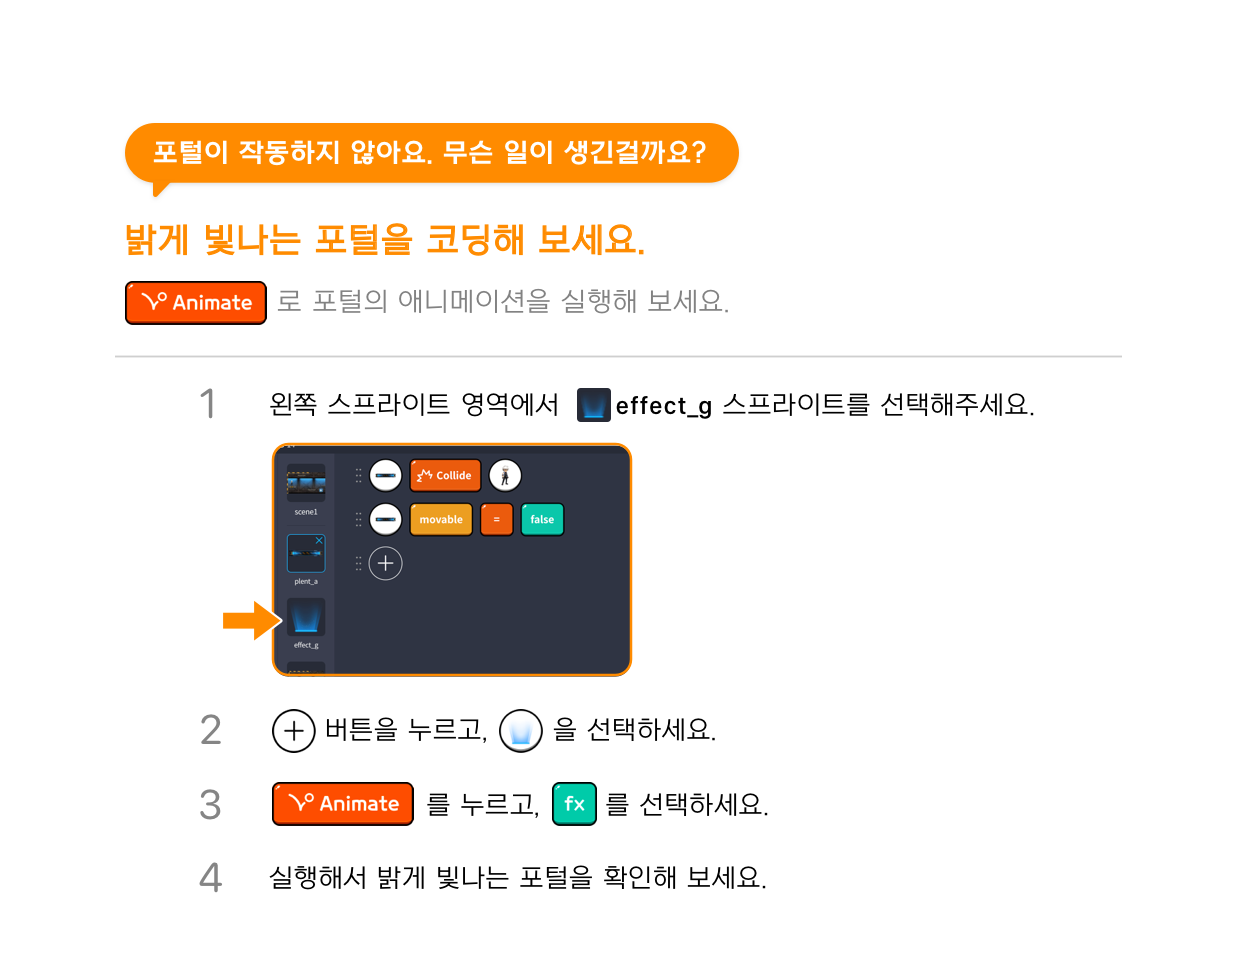 포털이 작동하지 않아요. 무슨 일이 생긴걸까요?
밝게 빛나는 포털을 코딩해 보세요.
Animate 로 포털의 애니메이션을 실행해 보세요.
1 왼쪽 스프라이트 영역에서 effect_g 스프라이트를 선택해주세요.
Collide
scene1
movable = false
plent_a
effect_g
2 버튼을 누르고, 을 선택하세요.
3 Animate 를 누르고, fx 를 선택하세요.
4 실행해서 밝게 빛나는 포털을 확인해 보세요.